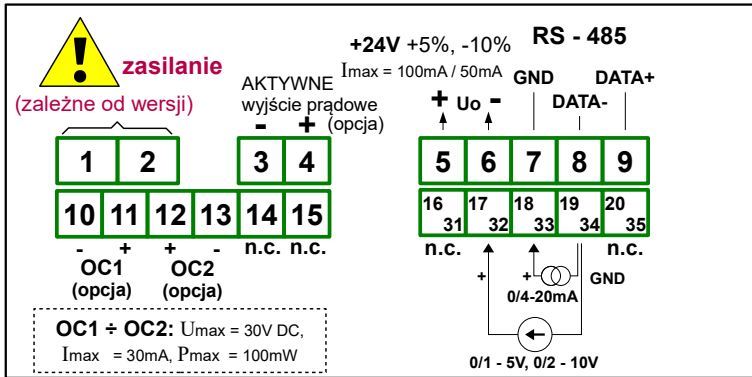 +24V +5%, -10%
RS - 485
zasilanie
Imax = 100mA / 50mA
GND
DATA+
(zależne od wersji)
AKTYWNE
wyjście prądowe
- + (opcja)
+ Uo -
DATA-
1 2 3 4 5 6 7 8 9
10 11 12 13 14 15
16 31 17 32 18 33 19 34 20 35
- + + - n.c. n.c.
n.c. n.c.
OC1 OC2
(opcja) (opcja)
+ + GND
0/4-20mA
OC1 ÷ OC2: Umax = 30V DC,
Imax = 30mA, Pmax = 100mW
0/1 - 5V, 0/2 - 10V